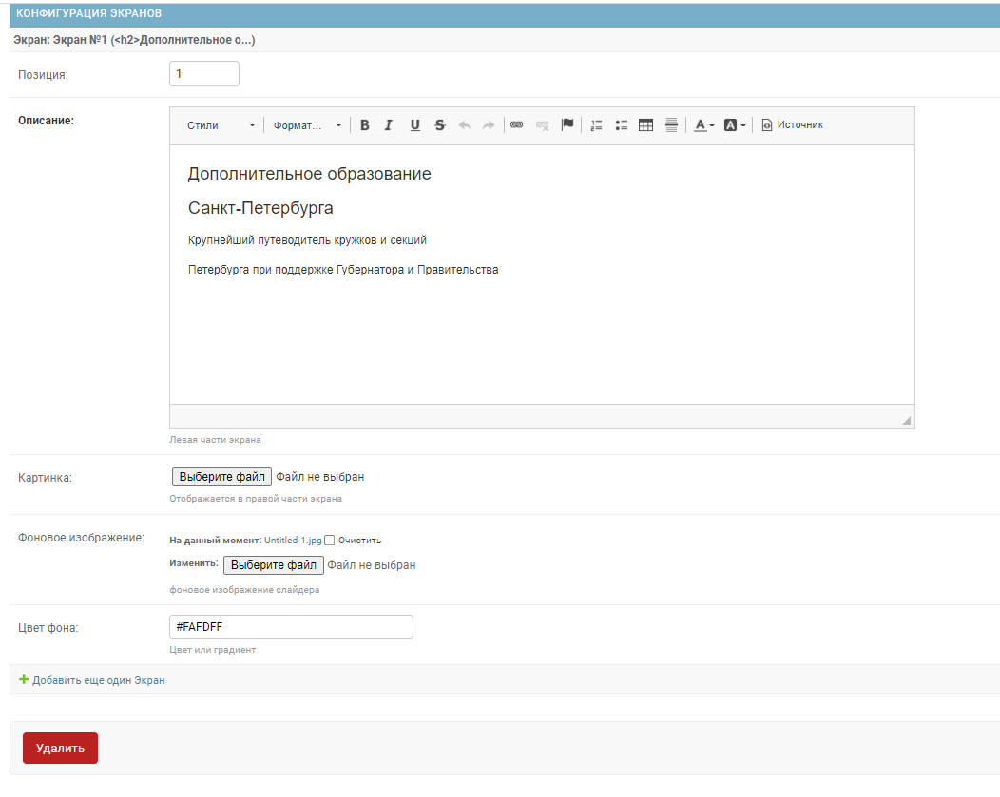 КОНФИГУРАЦИЯ ЭКРАНОВ
Экран: Экран №1 (<h2>Дополнительное о...)
Позиция: 1
Описание:
Стили Формат... B I U S A A Источник
Дополнительное образование
Санкт-Петербурга
Крупнейший путеводитель кружков и секций
Петербурга при поддержке Губернатора и Правительства
Левая части экрана
Картинка: Выберите файл Файл не выбран
Отображается в правой части экрана
Фоновое изображение: На данный момент: Untitled-1.jpg Очистить
Изменить: Выберите файл Файл не выбран
фоновое изображение слайдера
Цвет фона: #FAFDFF
Цвет или градиент
Добавить еще один Экран
Удалить